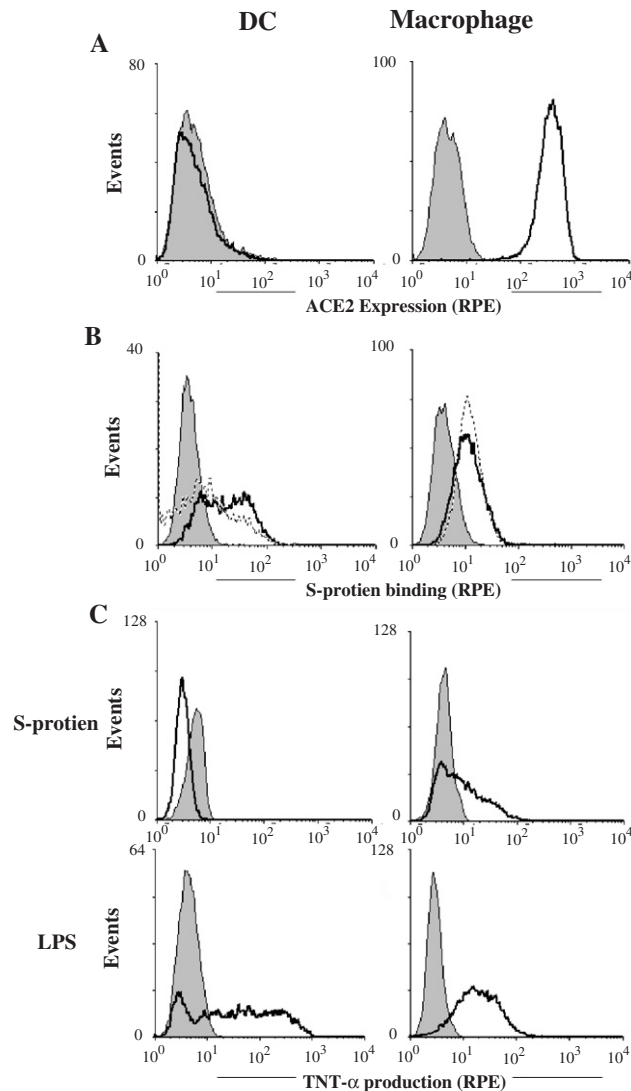 DC Macrophage
A
80 100
Events
0 0
10⁰ 10¹ 10² 10³ 10⁴ 10⁰ 10¹ 10² 10³ 10⁴
ACE2 Expression (RPE)
B
40 100
Events
0 0
10⁰ 10¹ 10² 10³ 10⁴ 10⁰ 10¹ 10² 10³ 10⁴
S-protien binding (RPE)
C
128 128
S-protien Events
0 0
10⁰ 10¹ 10² 10³ 10⁴ 10⁰ 10¹ 10² 10³ 10⁴
64 128
LPS Events
0 0
10⁰ 10¹ 10² 10³ 10⁴ 10⁰ 10¹ 10² 10³ 10⁴
TNT-α production (RPE)